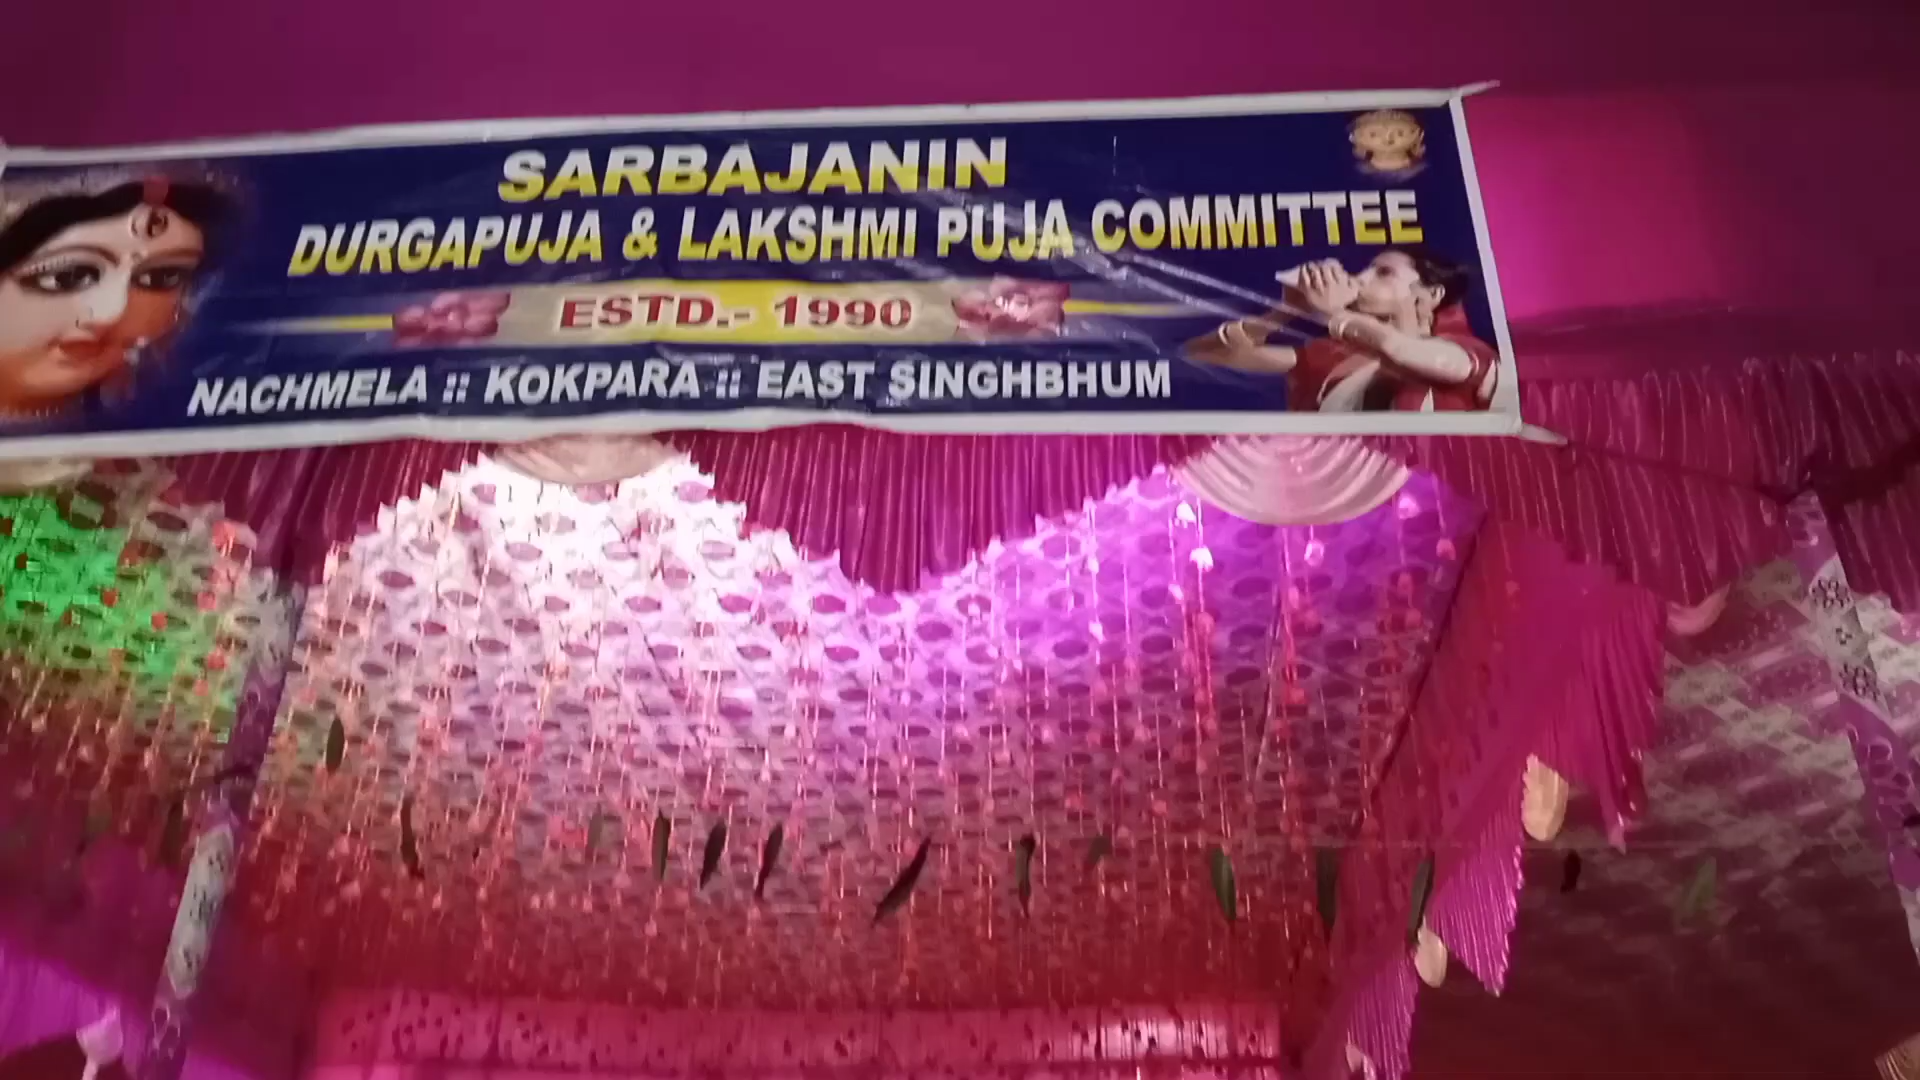 SARBAJANIN
DURGAPUJA & LAKSHMI PUJA COMMITTEE
ESTD.- 1990
NACHMELA :: KOKPARA :: EAST SINGHBHUM